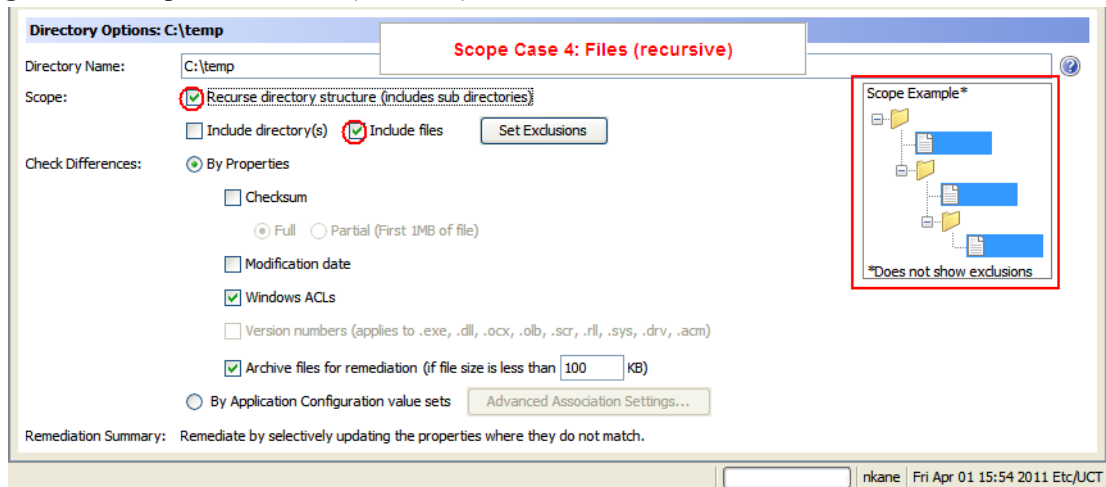 Directory Options: C:\temp
Scope Case 4: Files (recursive)
Directory Name: C:\temp
Scope: Recurse directory structure (includes sub directories)
Scope Example*
Include directory(s) Include files Set Exclusions
Check Differences: By Properties
Checksum
Full Partial (First 1MB of file)
Modification date
*Does not show exclusions
Windows ACLs
Version numbers (applies to .exe, .dll, .ocx, .olb, .scr, .rll, .sys, .drv, .acm)
Archive files for remediation (if file size is less than 100 KB)
By Application Configuration value sets Advanced Association Settings...
Remediation Summary: Remediate by selectively updating the properties where they do not match.
nkane Fri Apr 01 15:54 2011 Etc/UCT